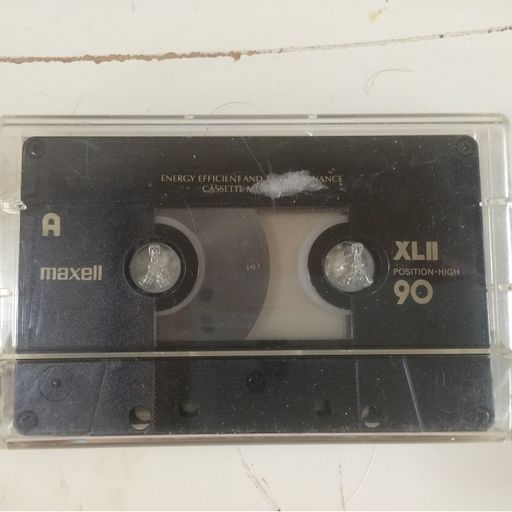 ENERGY EFFICIENT AND
CASSETTE
A
maxell
XLII
POSITION•HIGH
90